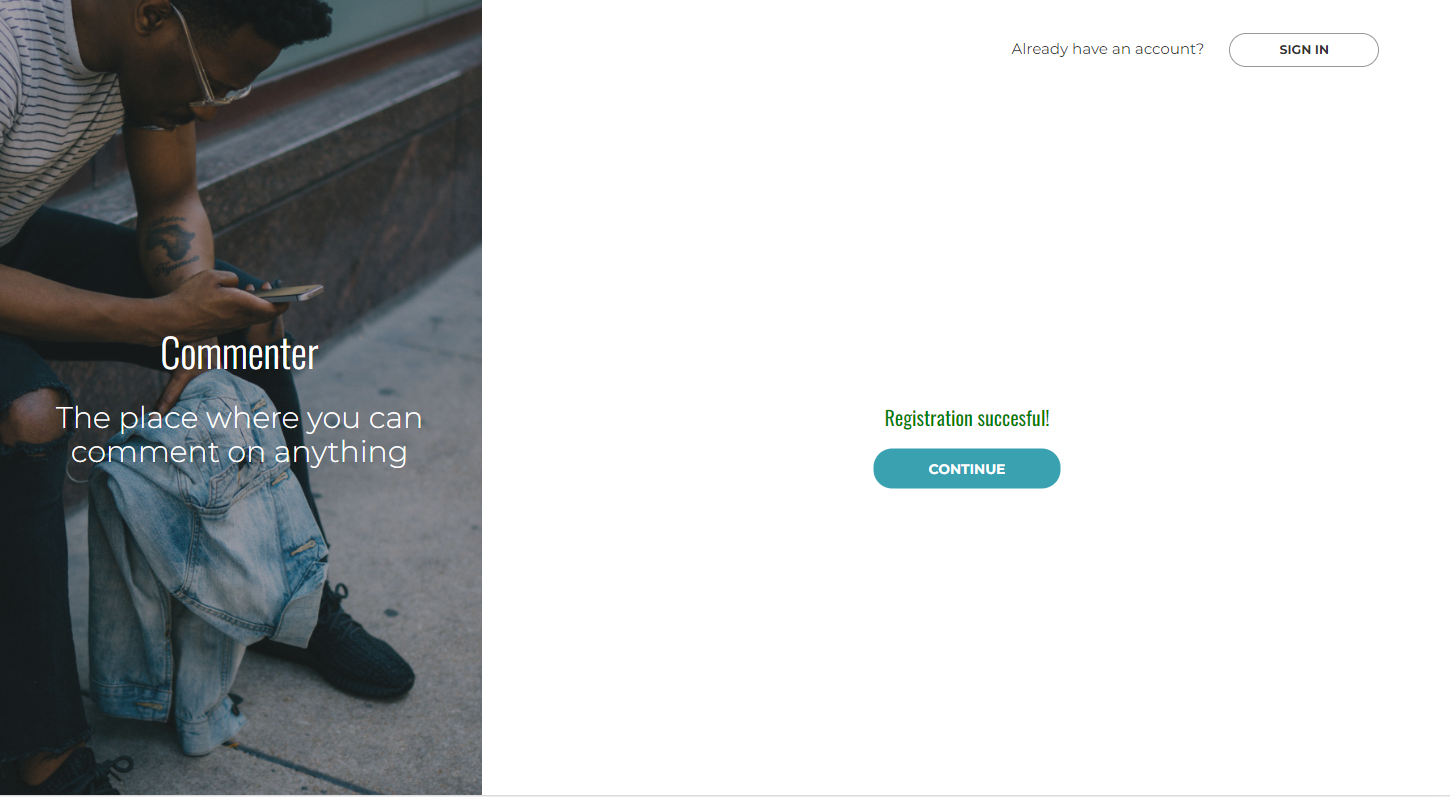 Already have an account?
SIGN IN
Commenter
The place where you can
comment on anything
Registration succesful!
CONTINUE